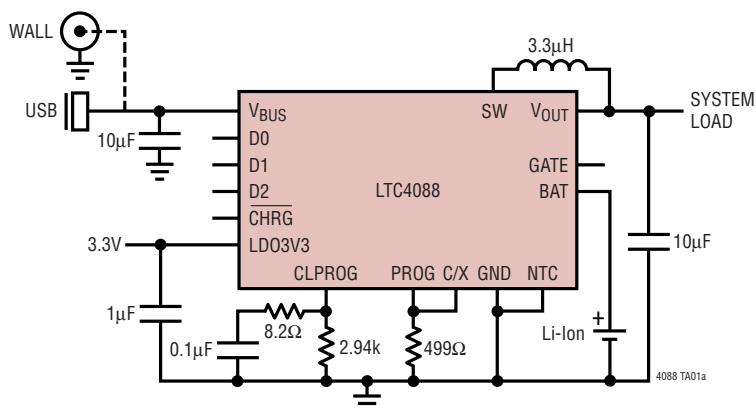 WALL
USB
10µF
3.3µH
SW
VOUT
SYSTEM
LOAD
VBUS
D0
D1
D2
CHRG
LDO3V3
LTC4088
GATE
BAT
3.3V
CLPROG
PROG
C/X
GND
NTC
10µF
1µF
0.1µF
8.2Ω
2.94k
499Ω
Li-Ion
+
4088 TA01a